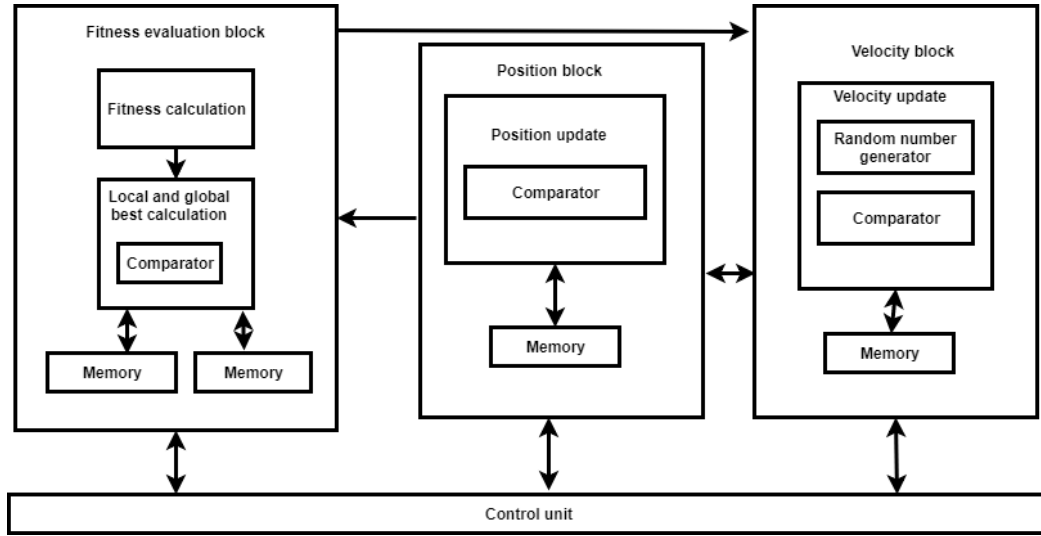 Fitness evaluation block
Fitness calculation
Local and global
best calculation
Comparator
Memory
Memory
Position block
Position update
Comparator
Memory
Velocity block
Velocity update
Random number
generator
Comparator
Memory
Control unit